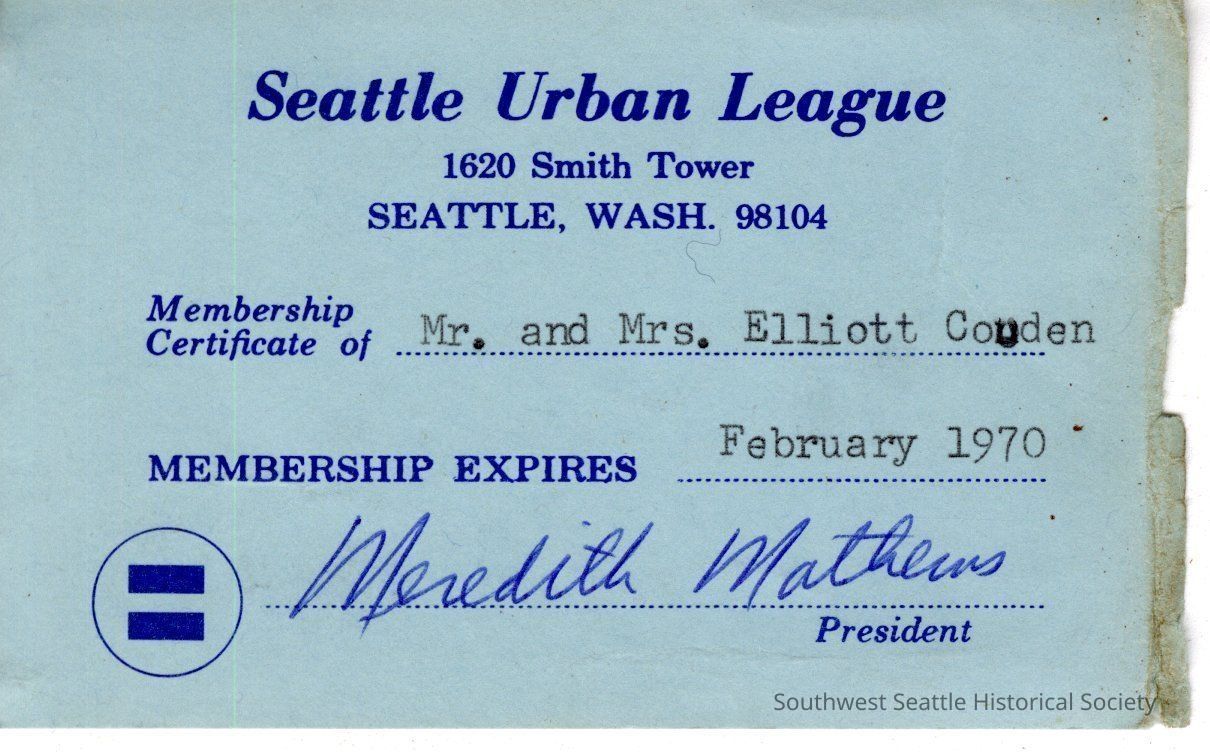 Seattle Urban League
1620 Smith Tower
SEATTLE, WASH. 98104
Membership
Certificate of Mr. and Mrs. Elliott Couden
MEMBERSHIP EXPIRES February 1970
Meredith Mathews
President
Southwest Seattle Historical Society